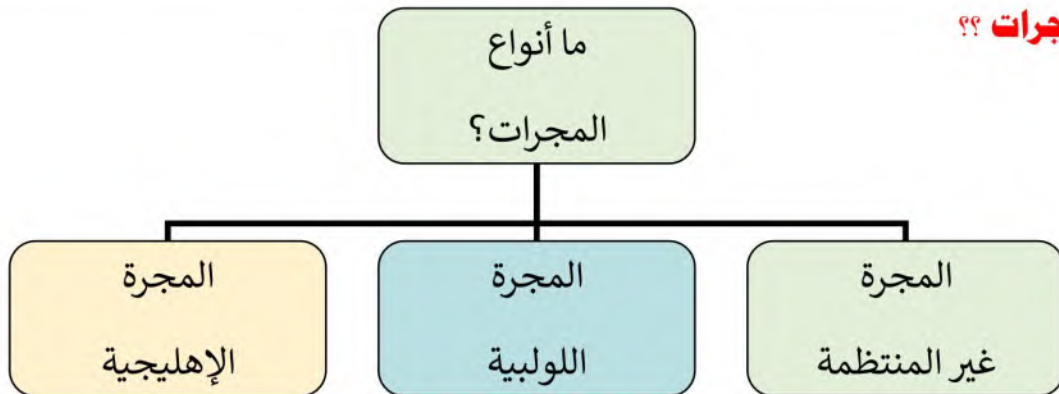 جرات ؟؟
ما أنواع
المجرات؟
المجرة
غير المنتظمة
المجرة
اللولبية
المجرة
الإهليجية